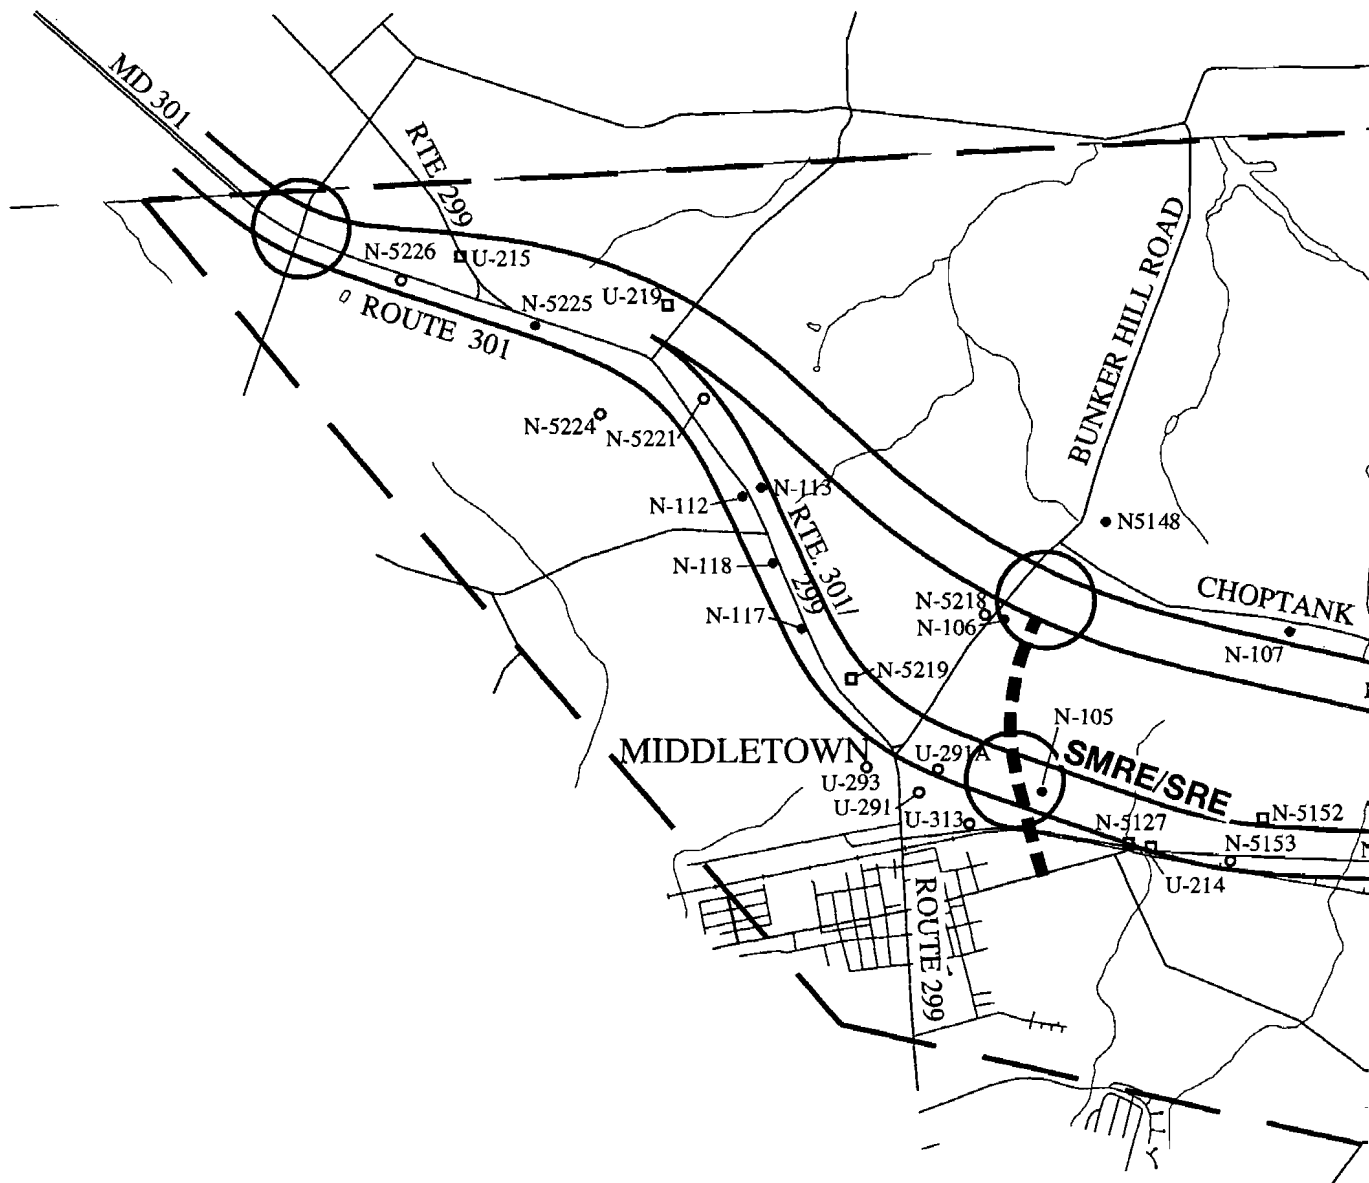 MD 301
RTE 299
N-5226
U-215
U-219
N-5225
ROUTE 301
BUNKER HILL ROAD
N-5224
N-5221
N-112
N-113
N5148
RTE. 301/
299
N-118
CHOPTANK
N-5218
N-106
N-117
N-107
N-5219
N-105
MIDDLETOWN
U-291A
SMRE/SRE
U-293
U-291
U-313
N-5127
N-5152
N-5153
U-214
ROUTE 299